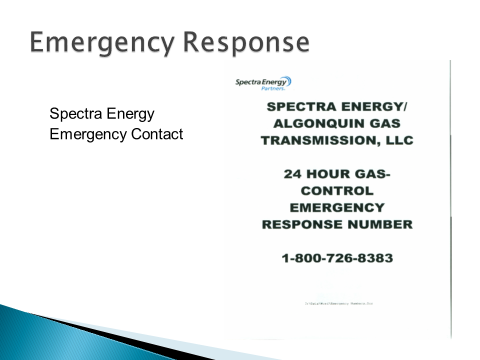 Emergency Response
Spectra Energy
Emergency Contact
Spectra Energy
Partners.
SPECTRA ENERGY/
ALGONQUIN GAS
TRANSMISSION, LLC
24 HOUR GAS-
CONTROL
EMERGENCY
RESPONSE NUMBER
1-800-726-8383